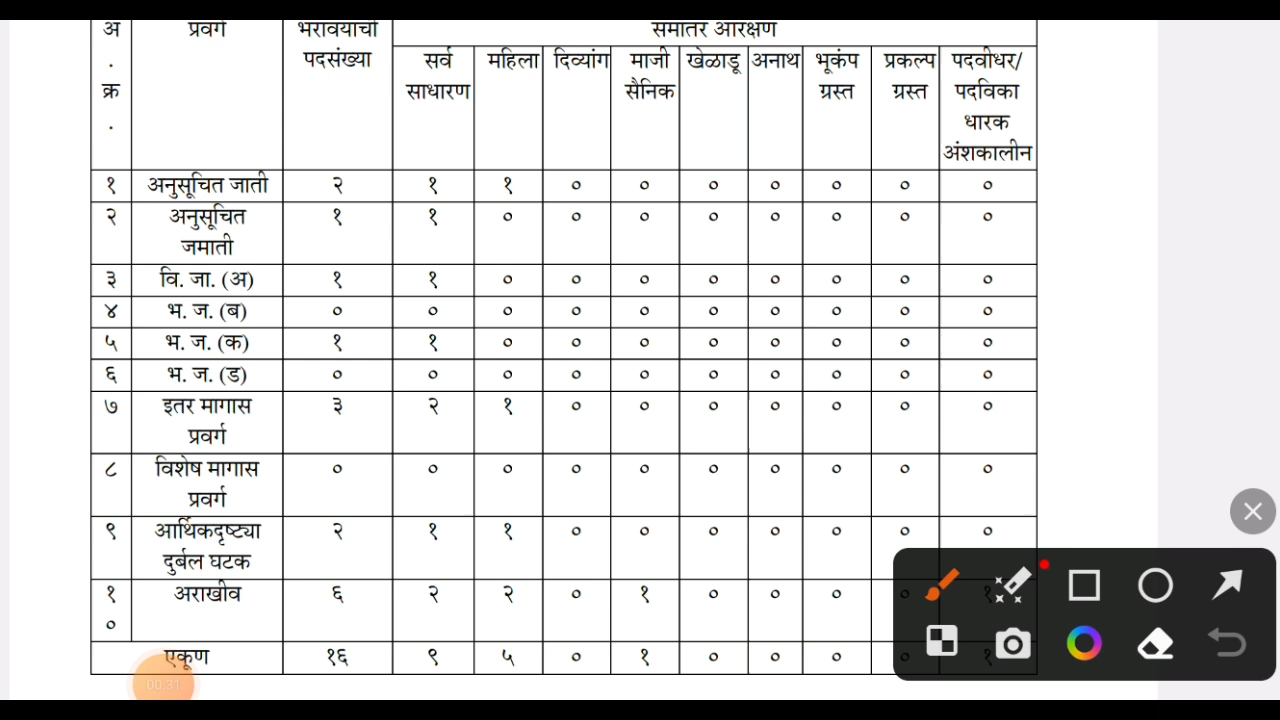 अ . क्र . प्रवर्ग भरावयाची पदसंख्या समांतर आरक्षण
सर्व साधारण महिला दिव्यांग माजी सैनिक खेळाडू अनाथ भूकंप ग्रस्त प्रकल्प ग्रस्त पदवीधर/ पदविका धारक अंशकालीन
१ अनुसूचित जाती २ १ १ ० ० ० ० ० ० ०
२ अनुसूचित जमाती १ १ ० ० ० ० ० ० ० ०
३ वि. जा. (अ) १ १ ० ० ० ० ० ० ० ०
४ भ. ज. (ब) ० ० ० ० ० ० ० ० ० ०
५ भ. ज. (क) १ १ ० ० ० ० ० ० ० ०
६ भ. ज. (ड) ० ० ० ० ० ० ० ० ० ०
७ इतर मागास प्रवर्ग ३ २ १ ० ० ० ० ० ० ०
८ विशेष मागास प्रवर्ग ० ० ० ० ० ० ० ० ० ०
९ आर्थिकदृष्ट्या दुर्बल घटक २ १ १ ० ० ० ० ० ० ०
१० अराखीव ६ २ २ ० १ ० ० ० ० १
एकूण १६ ९ ५ ० १ ० ० ० ० १
00:31